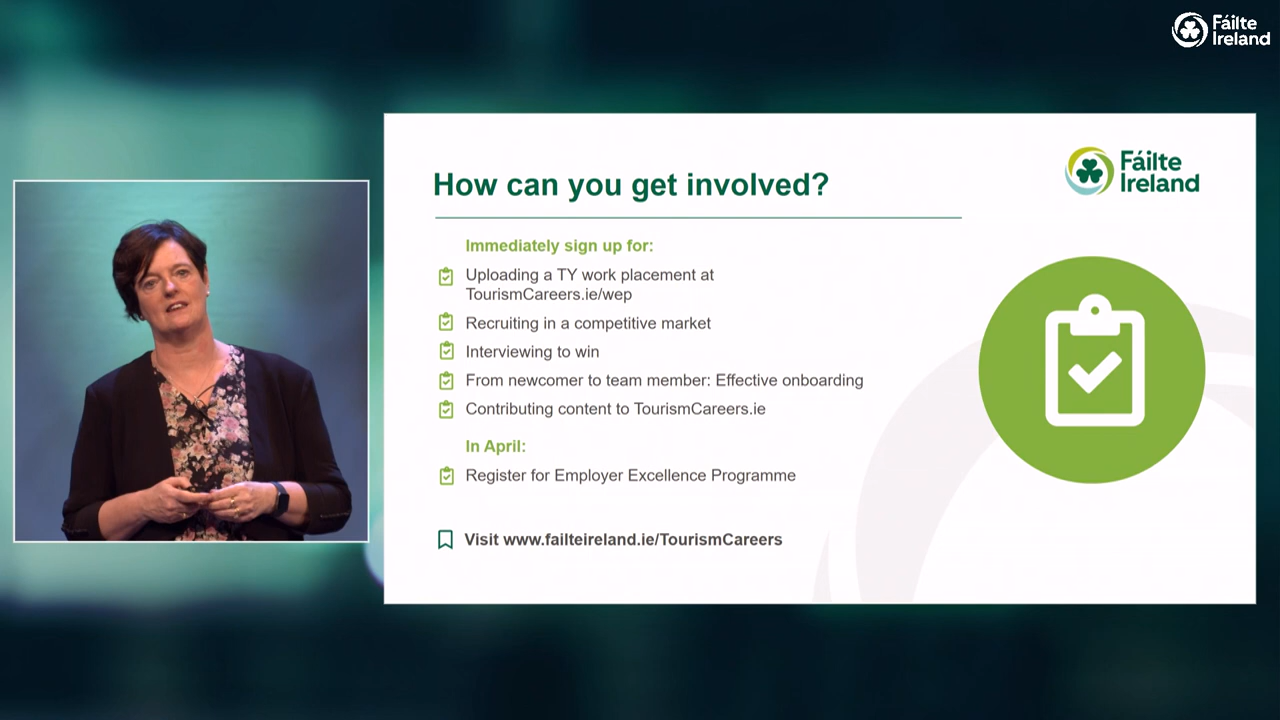 Fáilte
Ireland
How can you get involved?
Fáilte
Ireland
Immediately sign up for:
Uploading a TY work placement at
TourismCareers.ie/wep
Recruiting in a competitive market
Interviewing to win
From newcomer to team member: Effective onboarding
Contributing content to TourismCareers.ie
In April:
Register for Employer Excellence Programme
Visit www.failteireland.ie/TourismCareers